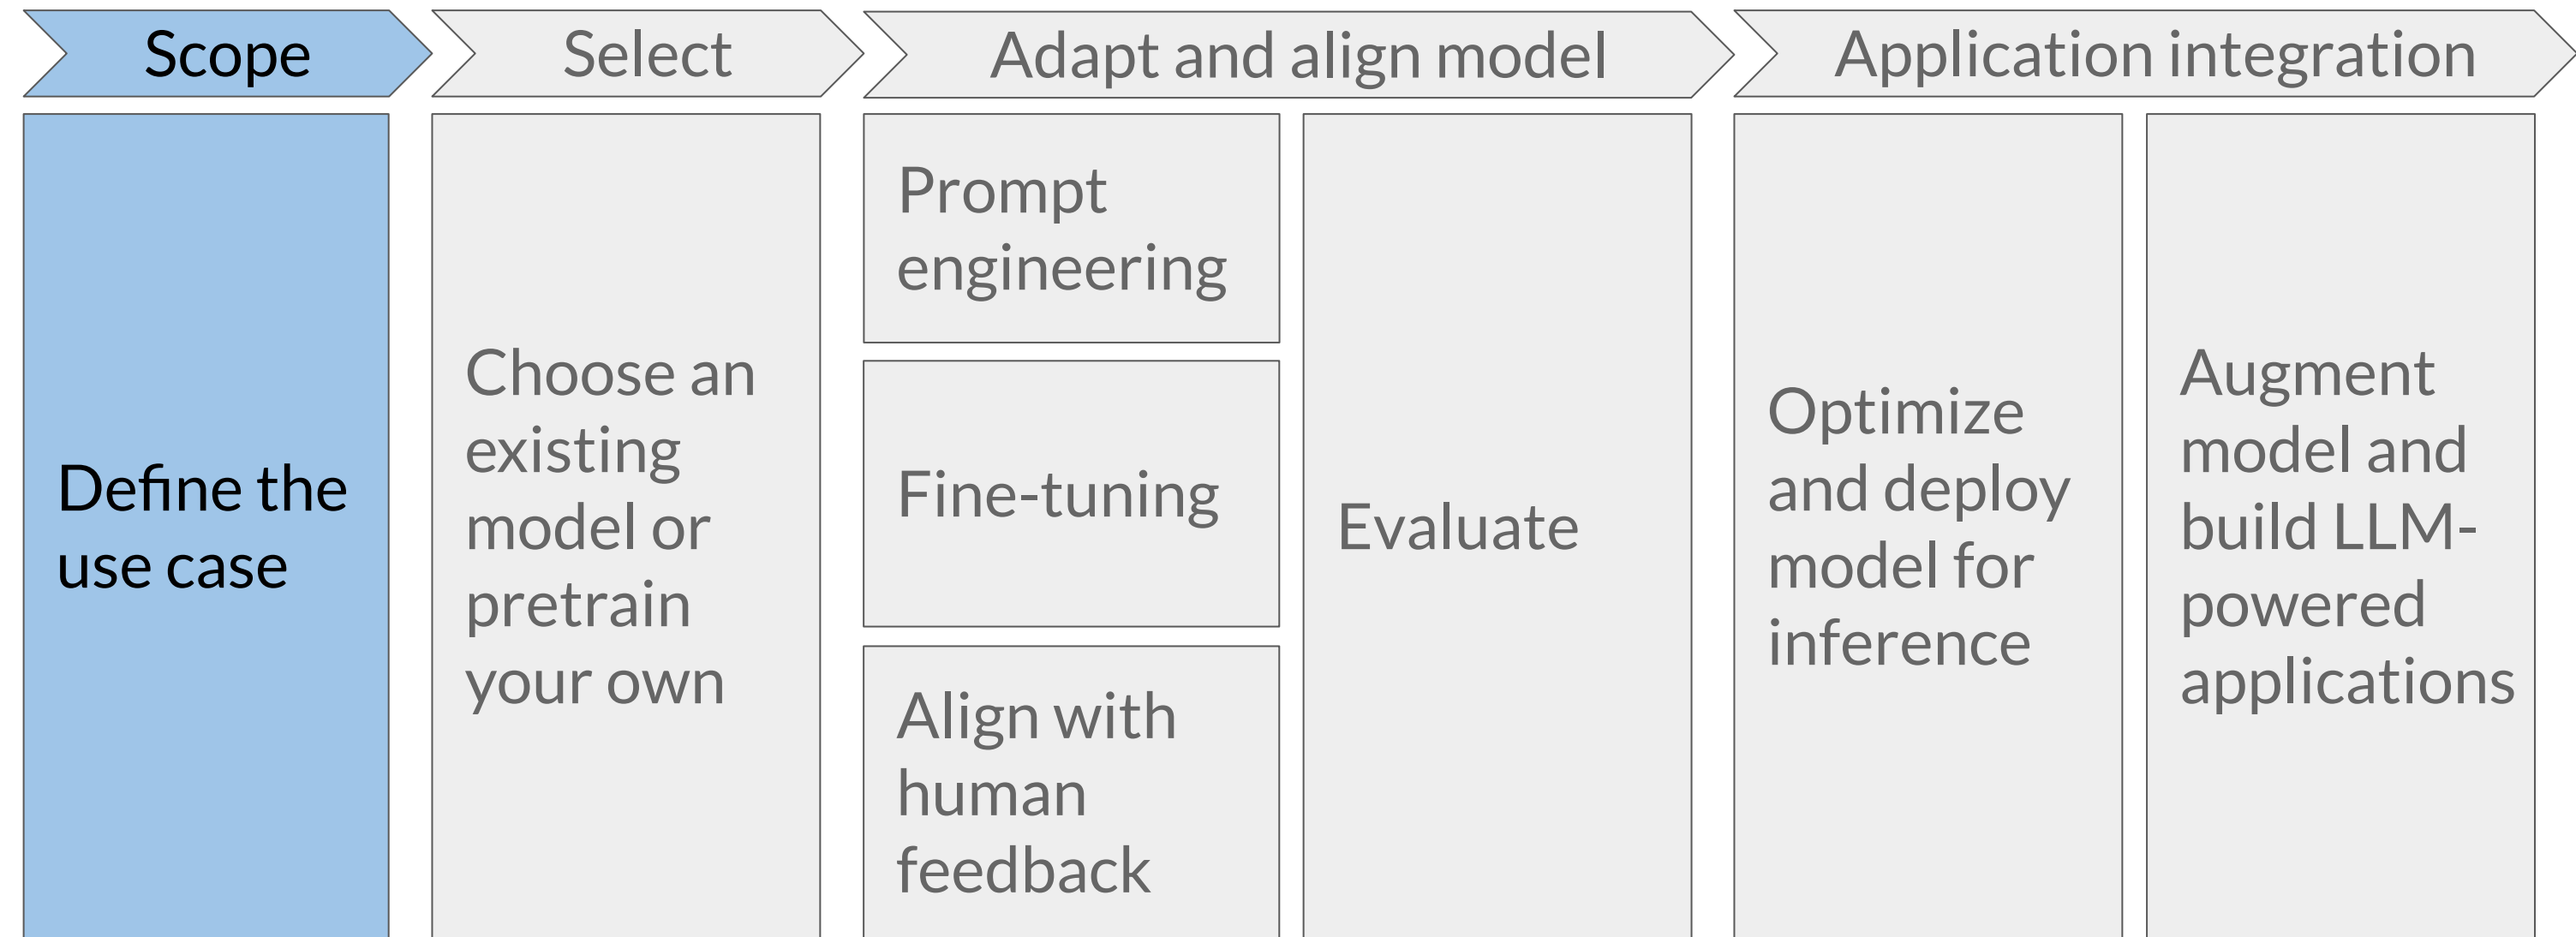 Scope
Select
Adapt and align model
Application integration
Define the
use case
Choose an
existing
model or
pretrain
your own
Prompt
engineering
Fine-tuning
Align with
human
feedback
Evaluate
Optimize
and deploy
model for
inference
Augment
model and
build LLM-
powered
applications